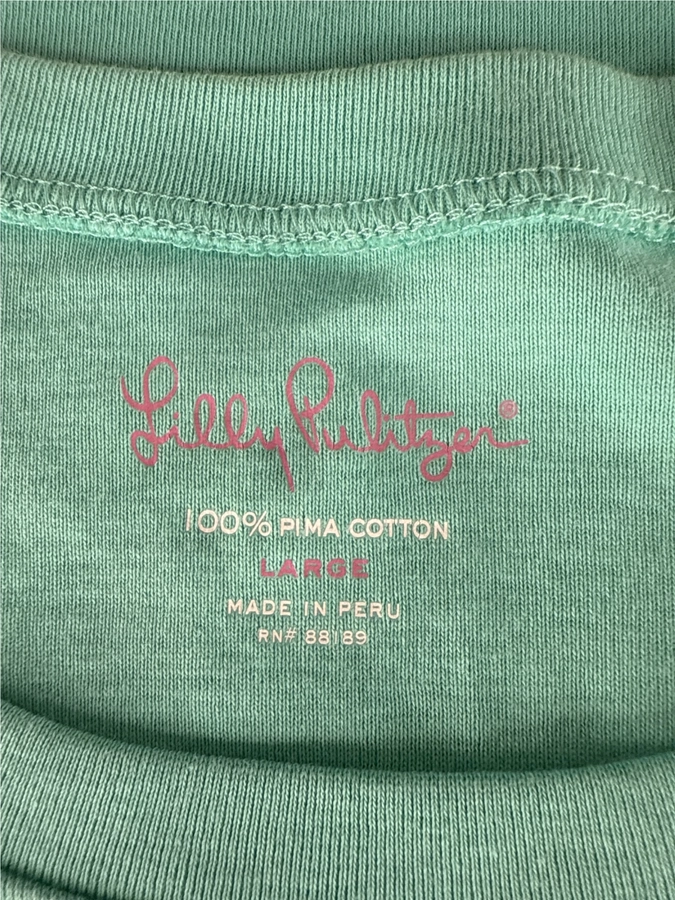 Lilly Pulitzer®
100% PIMA COTTON
LARGE
MADE IN PERU
RN# 88189